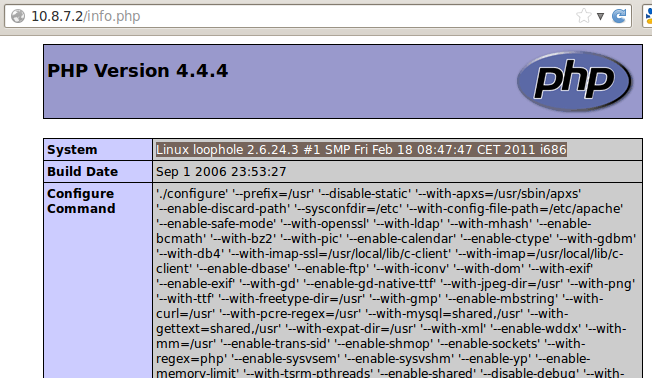 10.8.7.2/info.php
PHP Version 4.4.4
php
System Linux loophole 2.6.24.3 #1 SMP Fri Feb 18 08:47:47 CET 2011 i686
Build Date Sep 1 2006 23:53:27
Configure Command './configure' '--prefix=/usr' '--disable-static' '--with-apxs=/usr/sbin/apxs'
'--enable-discard-path' '--sysconfdir=/etc' '--with-config-file-path=/etc/apache'
'--enable-safe-mode' '--with-openssl' '--with-ldap' '--with-mhash' '--enable-
bcmath' '--with-bz2' '--with-pic' '--enable-calendar' '--enable-ctype' '--with-gdbm'
'--with-db4' '--with-imap-ssl=/usr/local/lib/c-client' '--with-imap=/usr/local/lib/c-
client' '--enable-dbase' '--enable-ftp' '--with-iconv' '--with-dom' '--with-exif'
'--enable-exif' '--with-gd' '--enable-gd-native-ttf' '--with-jpeg-dir=/usr' '--with-png'
'--with-ttf' '--with-freetype-dir=/usr' '--with-gmp' '--enable-mbstring' '--with-
curl=/usr' '--with-pcre-regex=/usr' '--with-mysql=shared,/usr' '--with-
gettext=shared,/usr' '--with-expat-dir=/usr' '--with-xml' '--enable-wddx' '--with-
mm=/usr' '--enable-trans-sid' '--enable-shmop' '--enable-sockets' '--with-
regex=php' '--enable-sysvsem' '--enable-sysvshm' '--enable-yp' '--enable-
memory-limit' '--with-tsrm-pthreads' '--enable-shared' '--disable-debug' '--with-